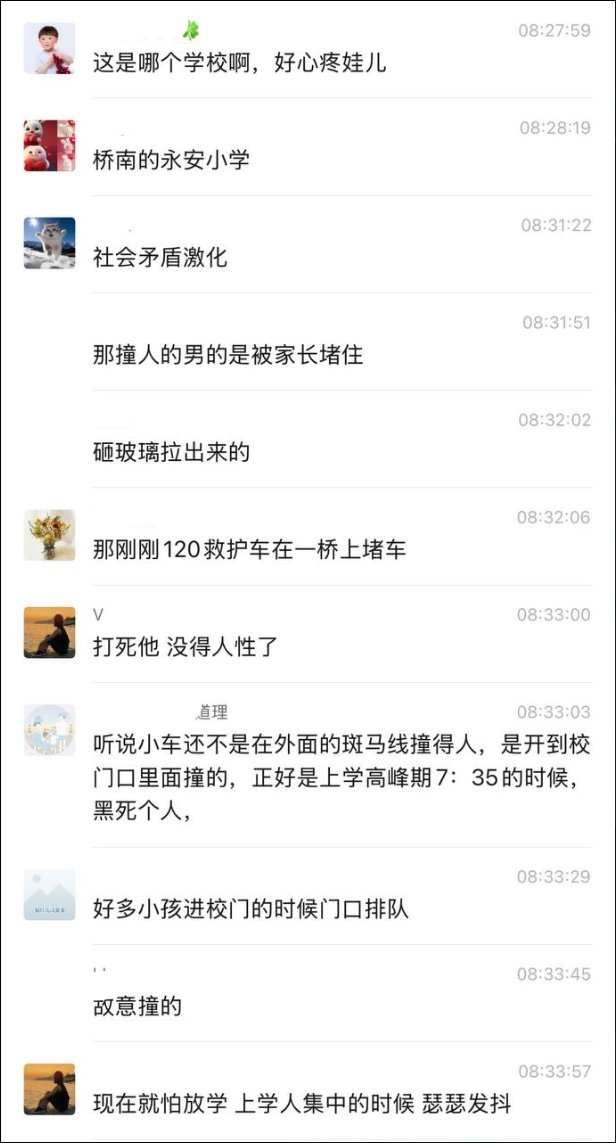 08:27:59
这是哪个学校啊，好心疼娃儿
08:28:19
桥南的永安小学
08:31:22
社会矛盾激化
08:31:51
那撞人的男的是被家长堵住
08:32:02
砸玻璃拉出来的
08:32:06
那刚刚120救护车在一桥上堵车
V 08:33:00
打死他 没得人性了
道理 08:33:03
听说小车还不是在外面的斑马线撞得人，是开到校
门口里面撞的，正好是上学高峰期7：35的时候，
黑死个人，
08:33:29
好多小孩进校门的时候门口排队
08:33:45
故意撞的
08:33:57
现在就怕放学 上学人集中的时候 瑟瑟发抖